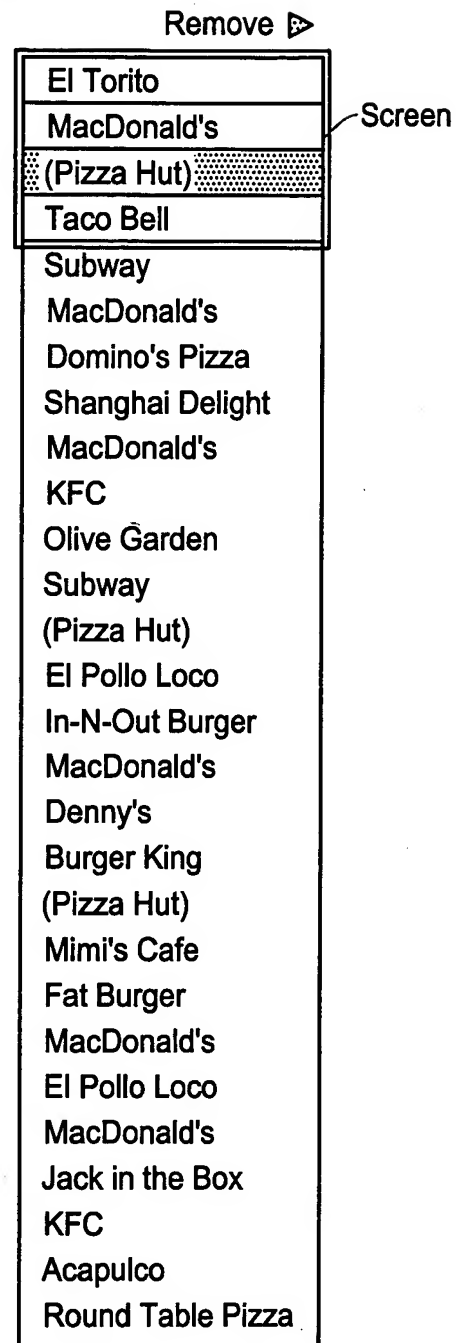 Remove
El Torito
MacDonald's
Screen
(Pizza Hut)
Taco Bell
Subway
MacDonald's
Domino's Pizza
Shanghai Delight
MacDonald's
KFC
Olive Garden
Subway
(Pizza Hut)
El Pollo Loco
In-N-Out Burger
MacDonald's
Denny's
Burger King
(Pizza Hut)
Mimi's Cafe
Fat Burger
MacDonald's
El Pollo Loco
MacDonald's
Jack in the Box
KFC
Acapulco
Round Table Pizza